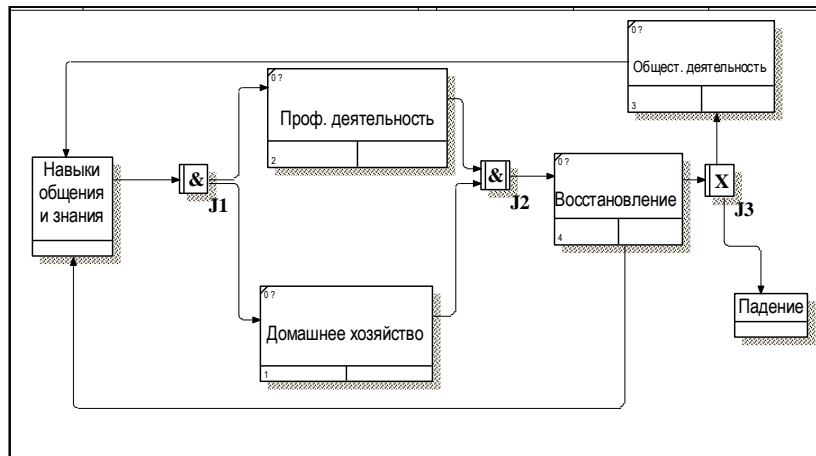 0 ?
Общест. деятельность
3
0 ?
Проф. деятельность
2
Навыки
общения
и знания
&
J1
&
J2
0 ?
Восстановление
4
X
J3
0 ?
Домашнее хозяйство
1
Падение